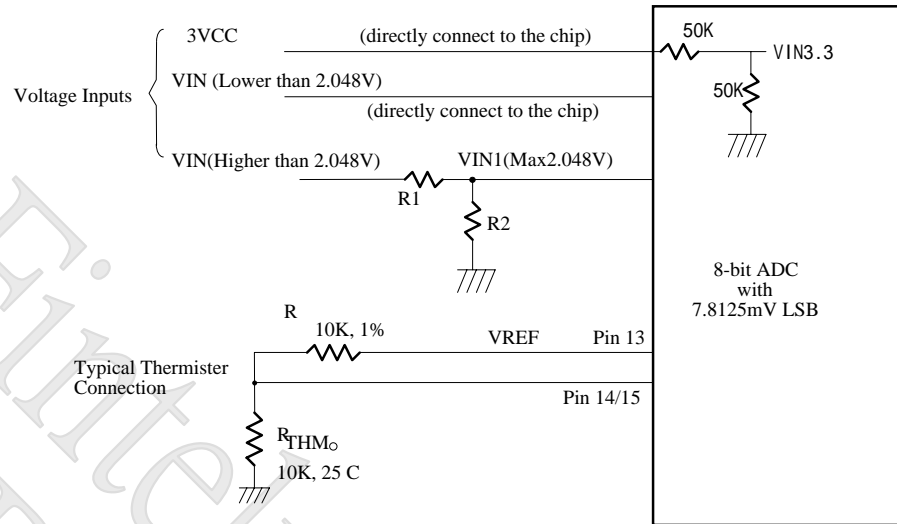 3VCC (directly connect to the chip) 50K VIN3.3
VIN (Lower than 2.048V) 50K
Voltage Inputs (directly connect to the chip)
VIN(Higher than 2.048V) VIN1(Max2.048V)
R1
R2
8-bit ADC
with
7.8125mV LSB
R
10K, 1% VREF Pin 13
Typical Thermister
Connection
Pin 14/15
RTHM
10K, 25 C
Fintek